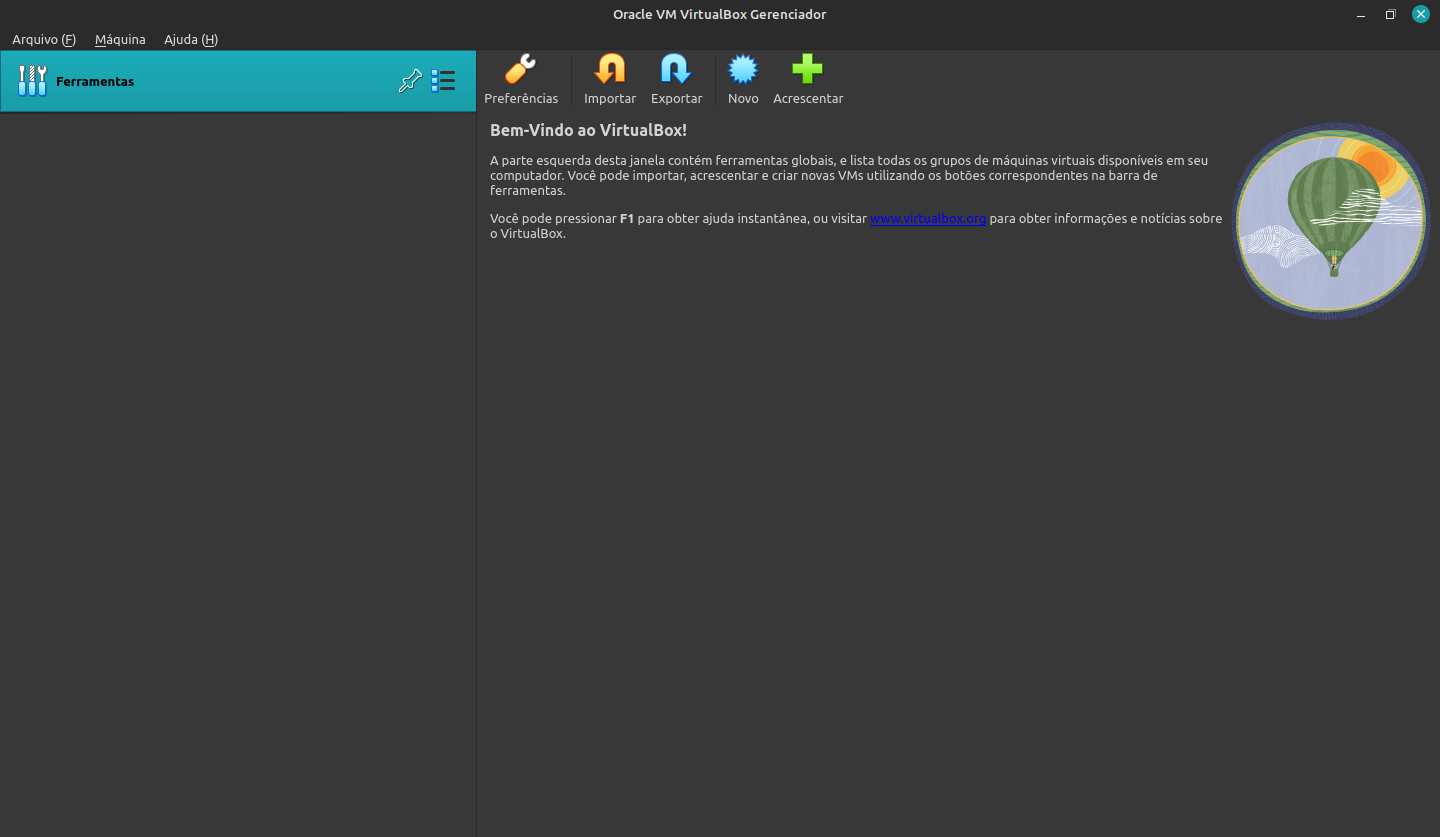 Oracle VM VirtualBox Gerenciador
Arquivo (F) Máquina Ajuda (H)
Ferramentas
Preferências Importar Exportar Novo Acrescentar
Bem-Vindo ao VirtualBox!
A parte esquerda desta janela contém ferramentas globais, e lista todas os grupos de máquinas virtuais disponíveis em seu
computador. Você pode importar, acrescentar e criar novas VMs utilizando os botões correspondentes na barra de
ferramentas.
Você pode pressionar F1 para obter ajuda instantânea, ou visitar www.virtualbox.org para obter informações e notícias sobre
o VirtualBox.